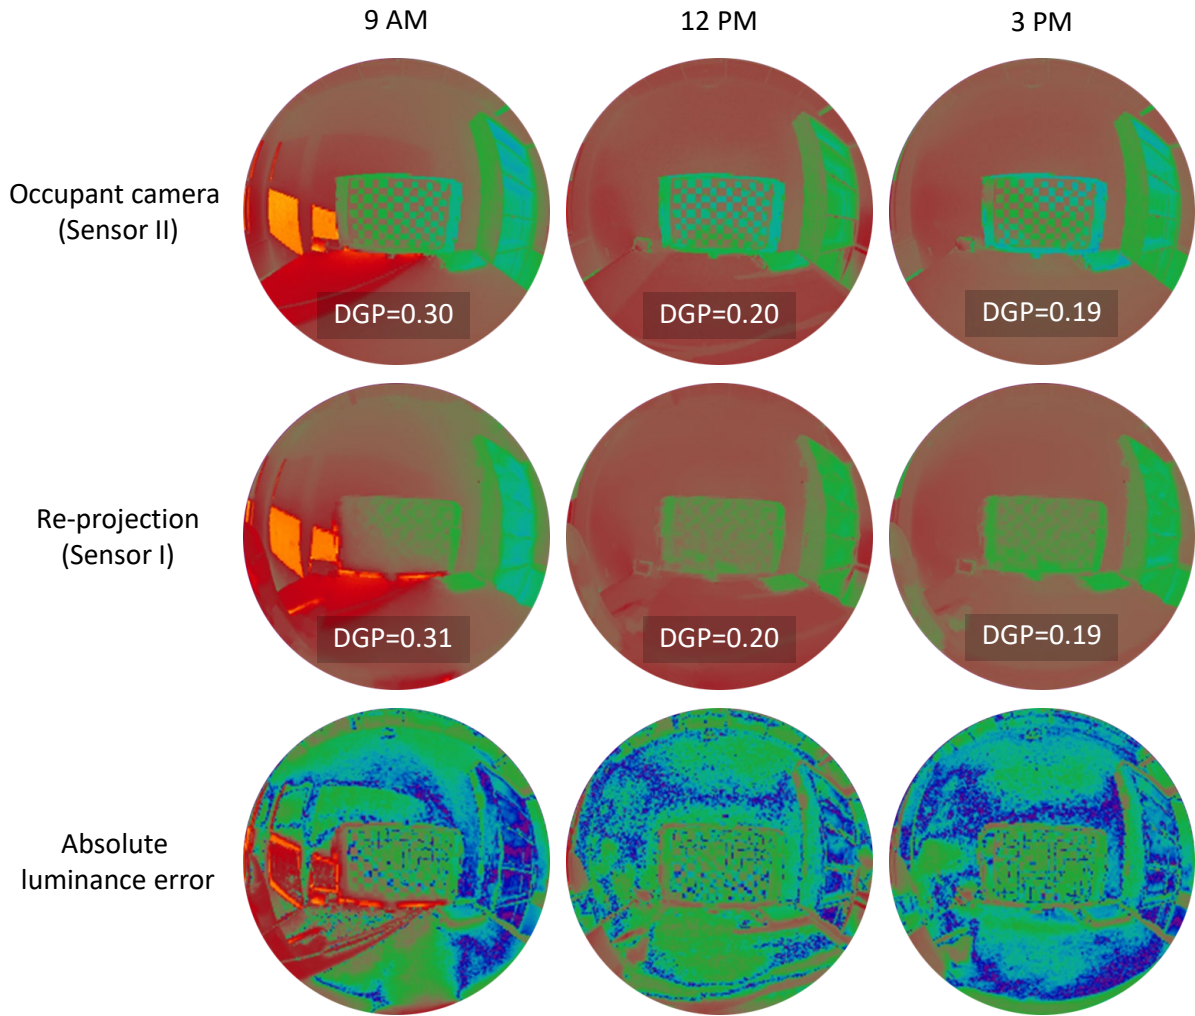 9 AM
12 PM
3 PM
Occupant camera
(Sensor II)
DGP=0.30
DGP=0.20
DGP=0.19
Re-projection
(Sensor I)
DGP=0.31
DGP=0.20
DGP=0.19
Absolute
luminance error